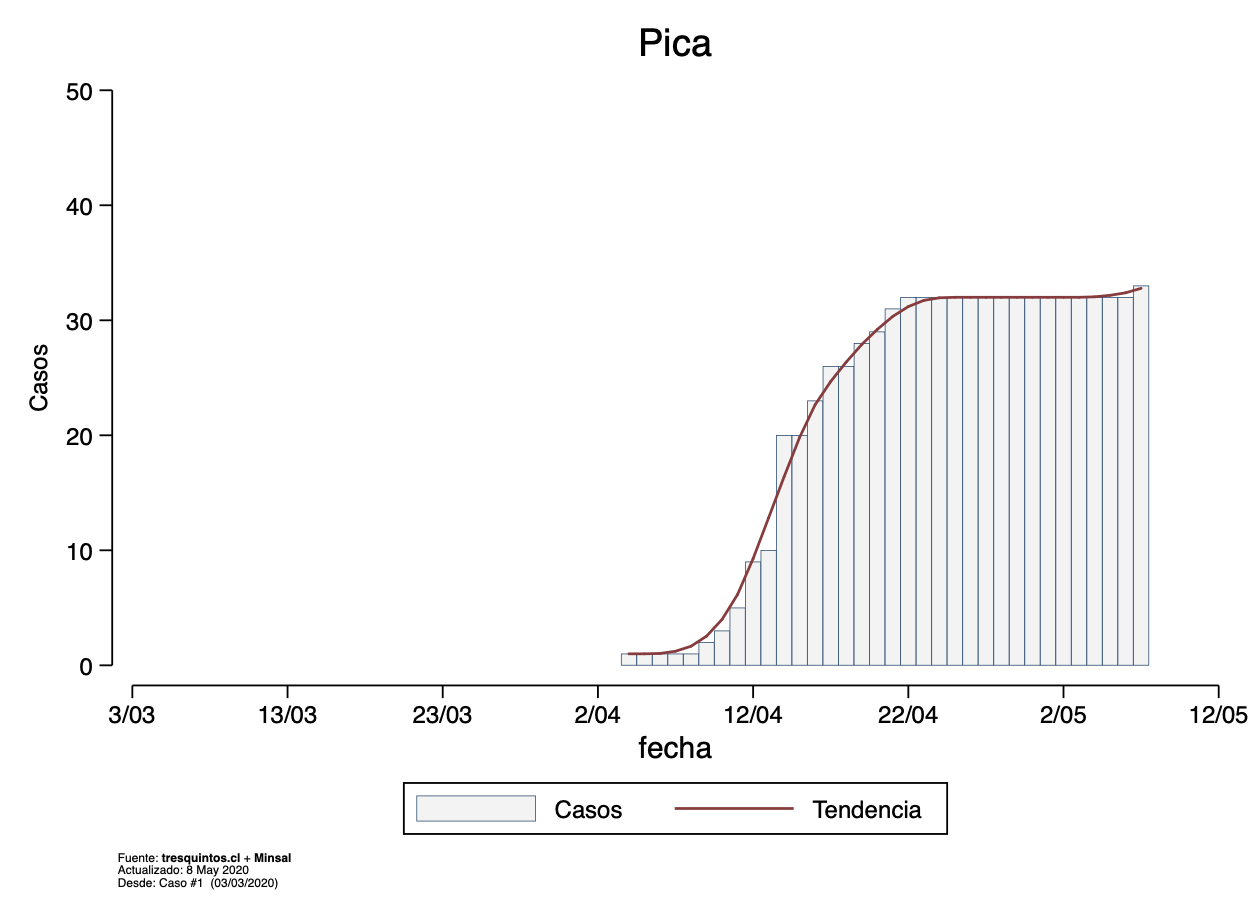 Pica
50
40
30
20
10
0
Casos
3/03 13/03 23/03 2/04 12/04 22/04 2/05 12/05
fecha
Casos Tendencia
Fuente: tresquintos.cl + Minsal
Actualizado: 8 May 2020
Desde: Caso #1 (03/03/2020)